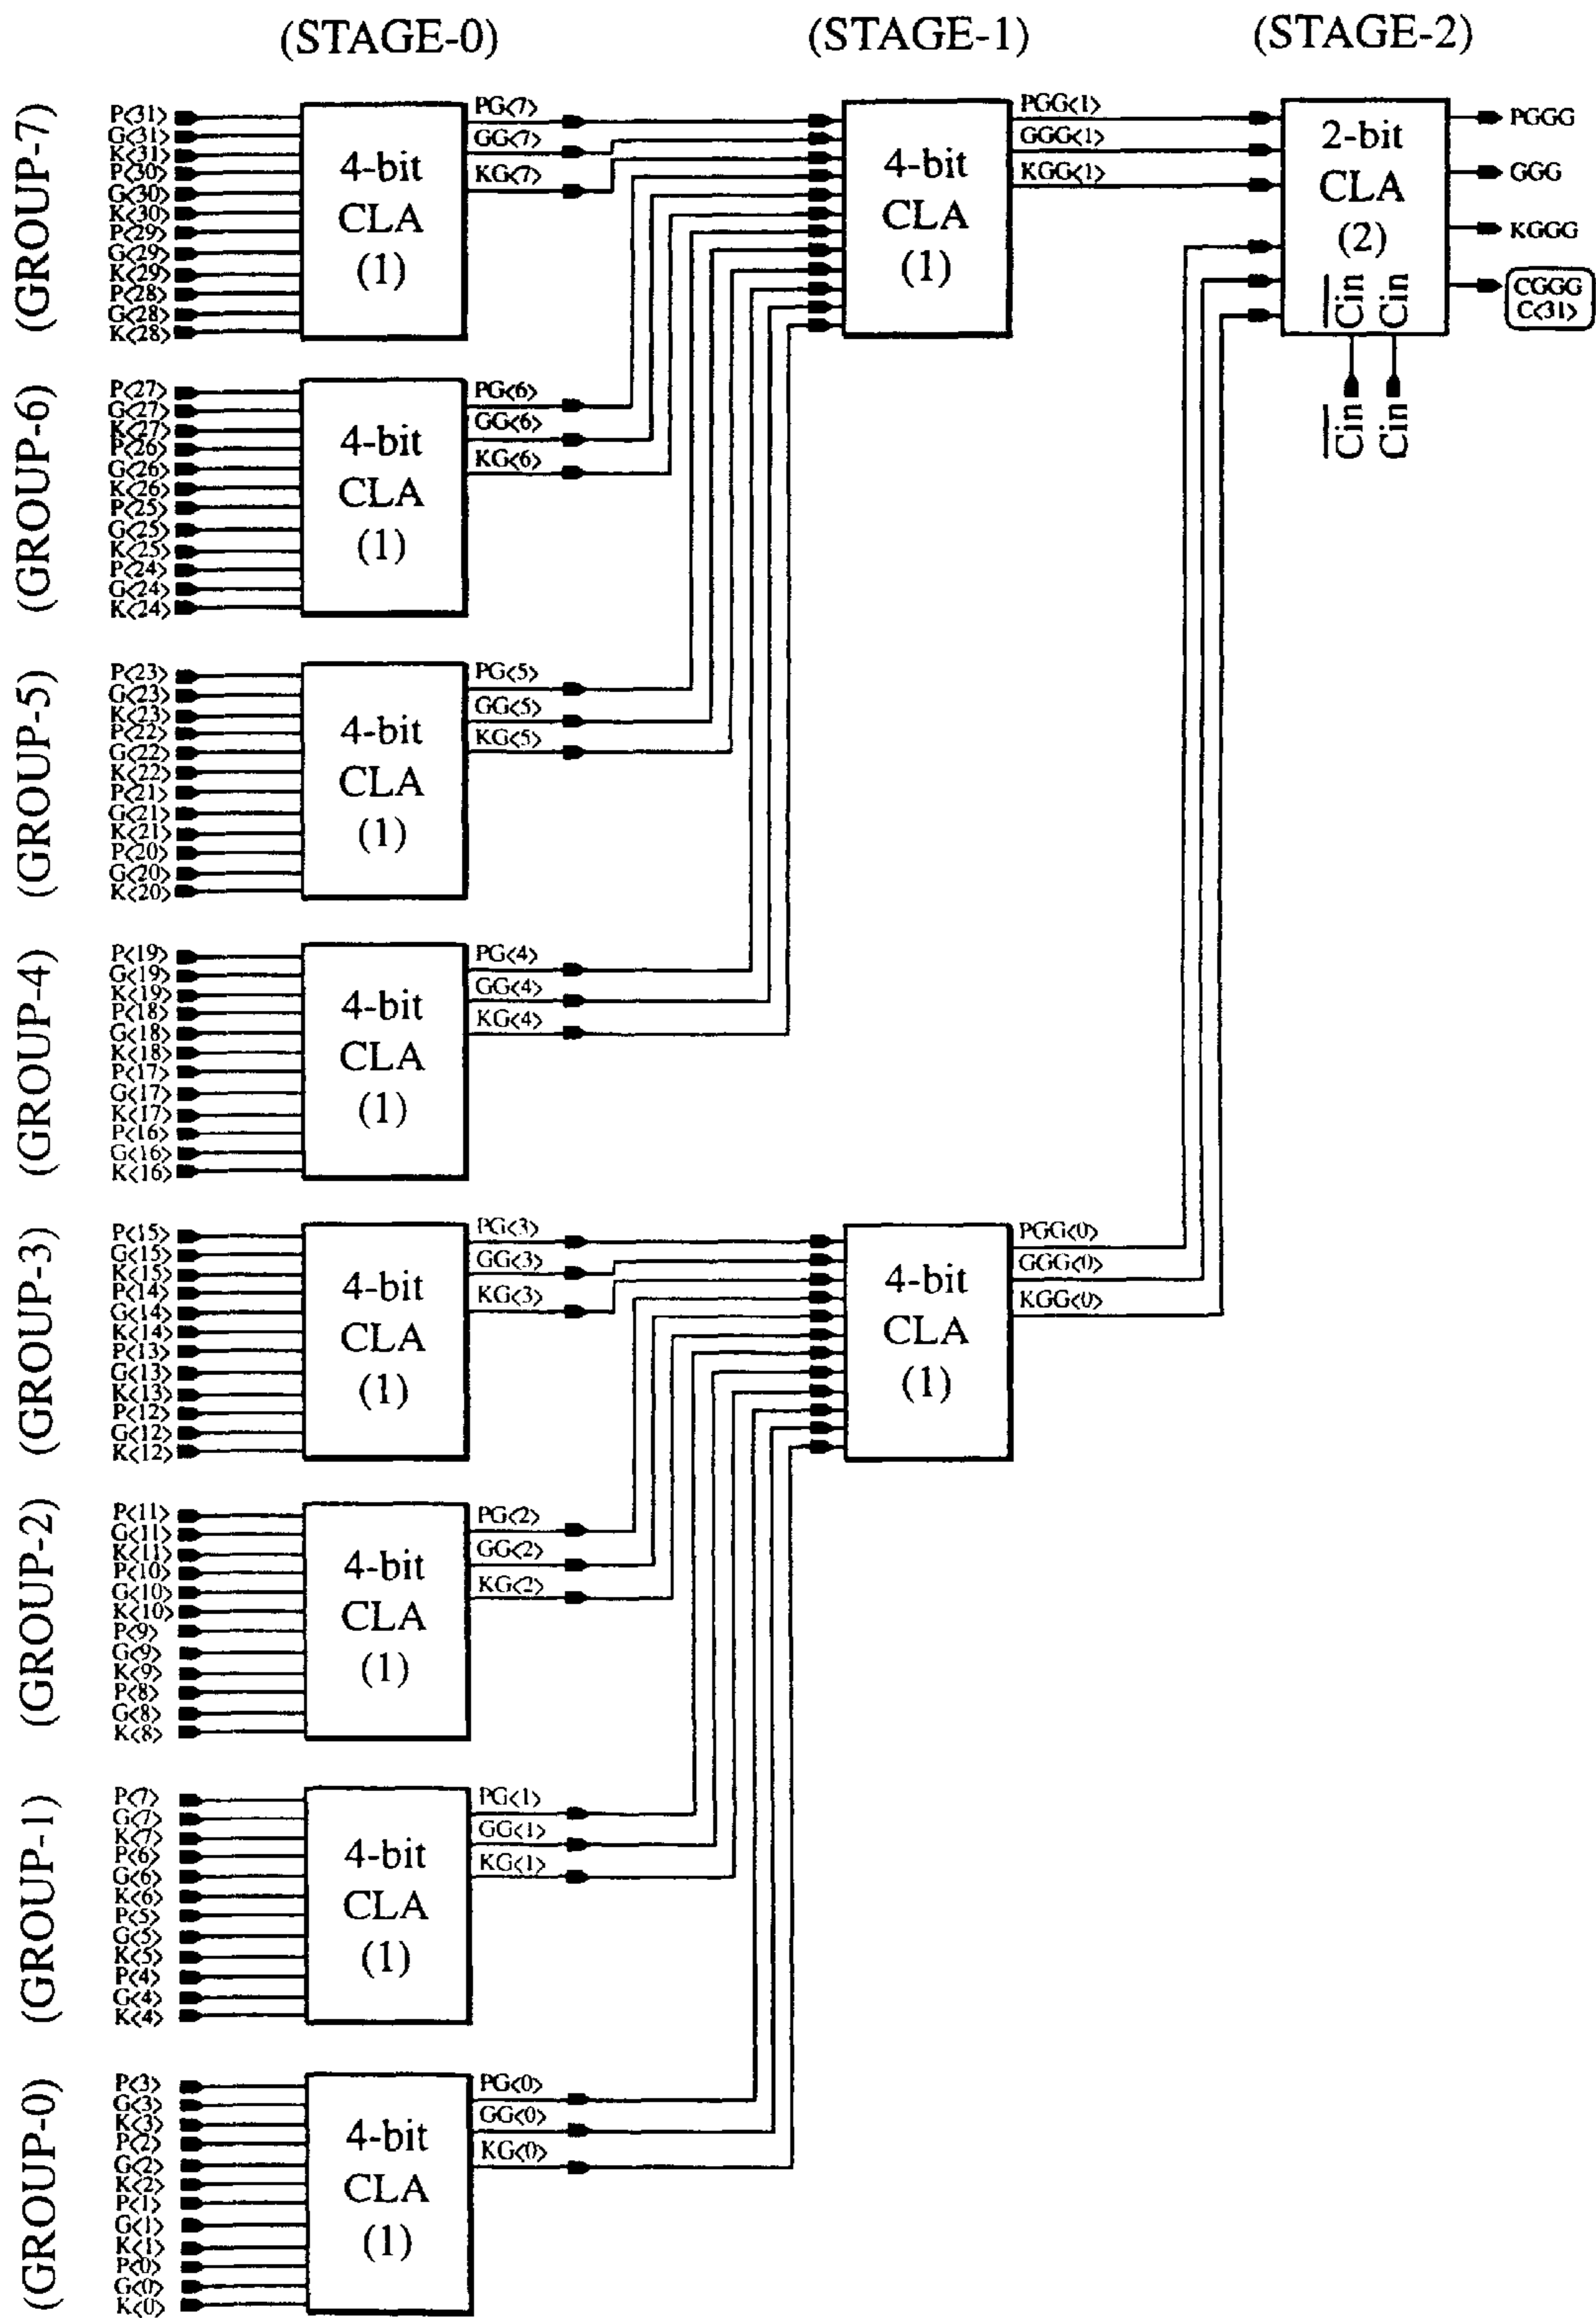 (STAGE-0) (STAGE-1) (STAGE-2)
(GROUP-7)
P<31>
G<31>
K<31>
P<30>
G<30>
K<30>
P<29>
G<29>
K<29>
P<28>
G<28>
K<28>
4-bit
CLA
(1)
PG<7>
GG<7>
KG<7>
4-bit
CLA
(1)
PGG<1>
GGG<1>
KGG<1>
2-bit
CLA
(2)
Cin Cin
Cin Cin
PGGG
GGG
KGGG
CGGG
C<31>
(GROUP-6)
P<27>
G<27>
K<27>
P<26>
G<26>
K<26>
P<25>
G<25>
K<25>
P<24>
G<24>
K<24>
4-bit
CLA
(1)
PG<6>
GG<6>
KG<6>
(GROUP-5)
P<23>
G<23>
K<23>
P<22>
G<22>
K<22>
P<21>
G<21>
K<21>
P<20>
G<20>
K<20>
4-bit
CLA
(1)
PG<5>
GG<5>
KG<5>
(GROUP-4)
P<19>
G<19>
K<19>
P<18>
G<18>
K<18>
P<17>
G<17>
K<17>
P<16>
G<16>
K<16>
4-bit
CLA
(1)
PG<4>
GG<4>
KG<4>
(GROUP-3)
P<15>
G<15>
K<15>
P<14>
G<14>
K<14>
P<13>
G<13>
K<13>
P<12>
G<12>
K<12>
4-bit
CLA
(1)
PG<3>
GG<3>
KG<3>
4-bit
CLA
(1)
PGG<0>
GGG<0>
KGG<0>
(GROUP-2)
P<11>
G<11>
K<11>
P<10>
G<10>
K<10>
P<9>
G<9>
K<9>
P<8>
G<8>
K<8>
4-bit
CLA
(1)
PG<2>
GG<2>
KG<2>
(GROUP-1)
P<7>
G<7>
K<7>
P<6>
G<6>
K<6>
P<5>
G<5>
K<5>
P<4>
G<4>
K<4>
4-bit
CLA
(1)
PG<1>
GG<1>
KG<1>
(GROUP-0)
P<3>
G<3>
K<3>
P<2>
G<2>
K<2>
P<1>
G<1>
K<1>
P<0>
G<0>
K<0>
4-bit
CLA
(1)
PG<0>
GG<0>
KG<0>